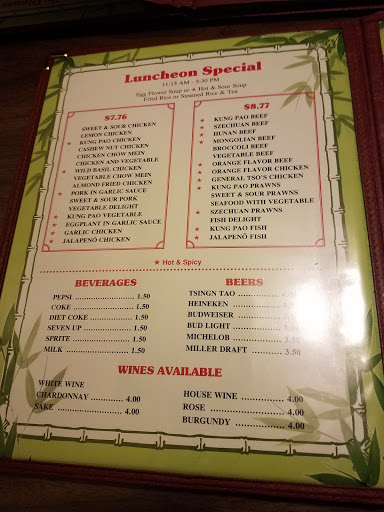 Luncheon Special
11:15 AM - 3:30 PM
Egg Flower Soup or ★ Hot & Sour Soup
Fried Rice or Steamed Rice & Tea
$7.76
SWEET & SOUR CHICKEN
LEMON CHICKEN
★ KUNG PAO CHICKEN
CASHEW NUT CHICKEN
CHICKEN CHOW MEIN
CHICKEN AND VEGETABLE
★ WILD BASIL CHICKEN
VEGETABLE CHOW MEIN
ALMOND FRIED CHICKEN
★ PORK IN GARLIC SAUCE
SWEET & SOUR PORK
VEGETABLE DELIGHT
★ KUNG PAO VEGETABLE
★ EGGPLANT IN GARLIC SAUCE
★ GARLIC CHICKEN
★ JALAPENÕ CHICKEN
$8.77
★ KUNG PAO BEEF
★ SZECHUAN BEEF
★ HUNAN BEEF
★ MONGOLIAN BEEF
BROCCOLI BEEF
VEGETABLE BEEF
★ ORANGE FLAVOR BEEF
★ ORANGE FLAVOR CHICKEN
★ GENERAL TSO'S CHICKEN
★ KUNG PAO PRAWNS
SWEET & SOUR PRAWNS
SEAFOOD WITH VEGETABLE
★ SZECHUAN PRAWNS
FISH DELIGHT
★ KUNG PAO FISH
★ JALAPENÕ FISH
★ Hot & Spicy
BEVERAGES
PEPSI ..................... 1.50
COKE ..................... 1.50
DIET COKE .............. 1.50
SEVEN UP ............... 1.50
SPRITE ................... 1.50
MILK ...................... 1.50
BEERS
TSINGN TAO
HEINEKEN
BUDWEISER
BUD LIGHT
MICHELOB
MILLER DRAFT .......... 3.50
WINES AVAILABLE
WHITE WINE
CHARDONNAY ............ 4.00
SAKE ..................... 4.00
HOUSE WINE ............ 4.00
ROSE ..................... 4.00
BURGUNDY .............. 4.00